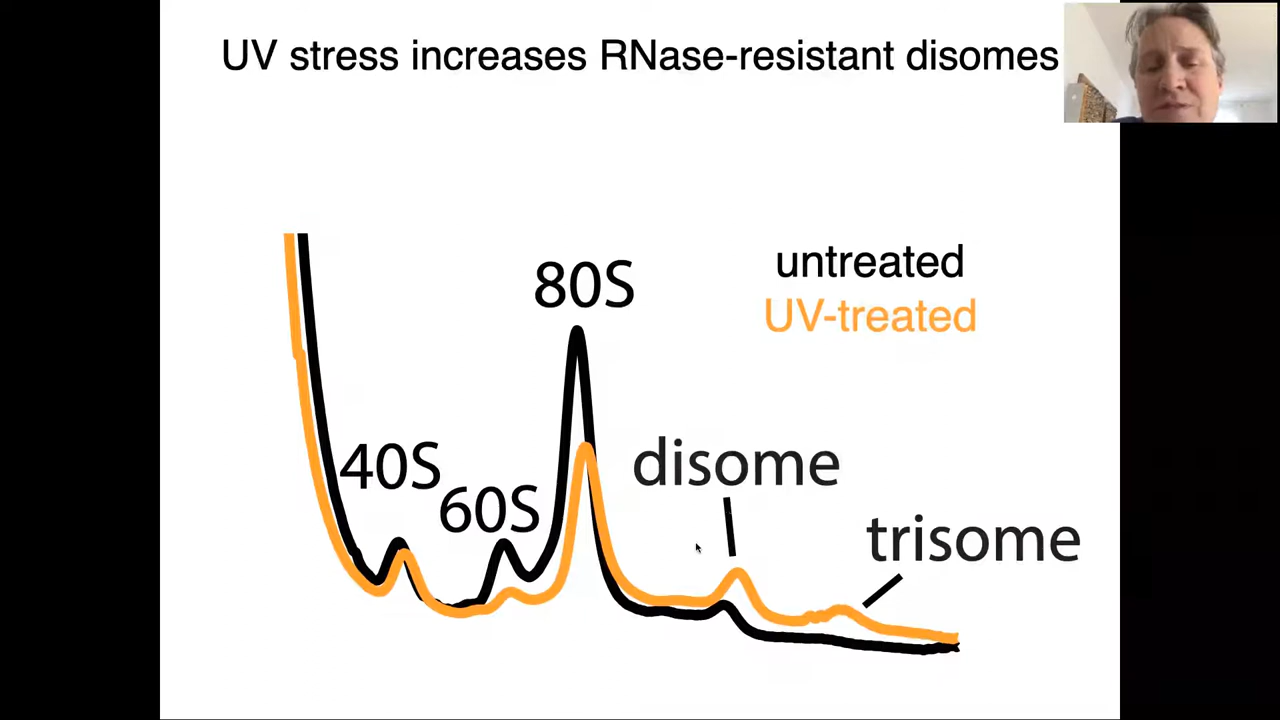 UV stress increases RNase-resistant disomes
80S
untreated
UV-treated
40S
60S
disome
trisome